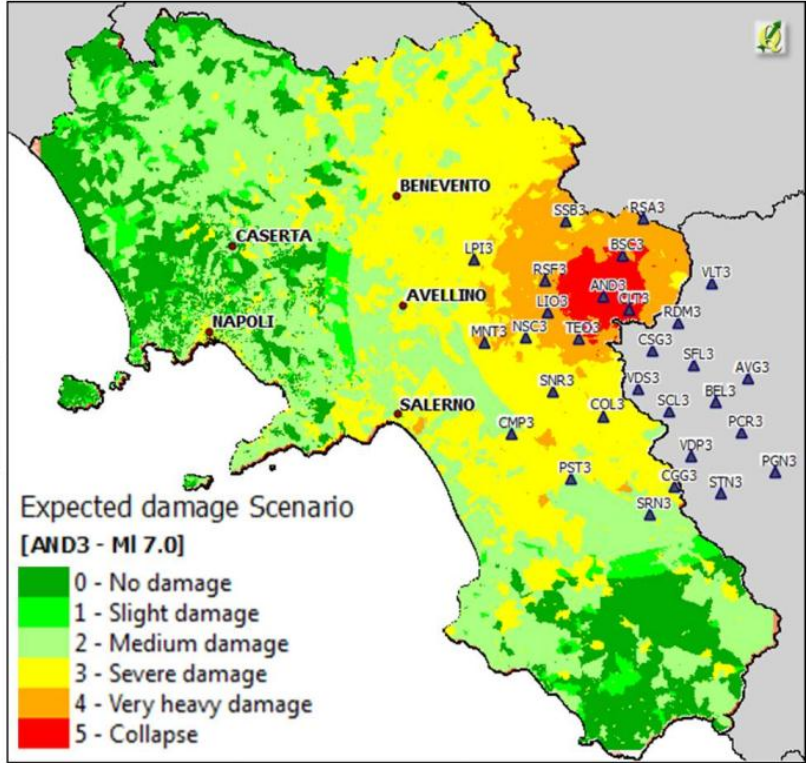 BENEVENTO
SSB3
RSA3
CASERTA
LPI3
BSC3
RSF3
VLT3
AND3
AVELLINO
LIO3
CLT3
RDM3
NAPOLI
MNT3
NSC3
TEO3
CSG3
SFL3
AVG3
SNR3
VDS3
BEL3
SALERNO
COL3
SCL3
CMP3
PCR3
VDP3
PST3
CGG3
STN3
PGN3
SRN3
Expected damage Scenario
[AND3 - Ml 7.0]
0 - No damage
1 - Slight damage
2 - Medium damage
3 - Severe damage
4 - Very heavy damage
5 - Collapse